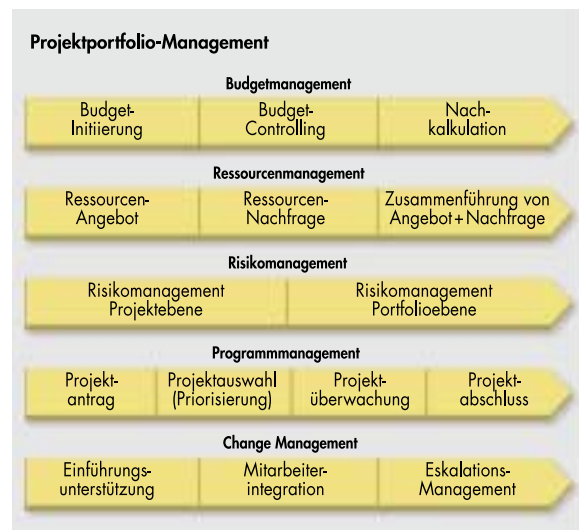 Projektportfolio-Management
Budgetmanagement
Budget- Budget- Nach-
Initiierung Controlling kalkulation
Ressourcenmanagement
Ressourcen- Ressourcen- Zusammenführung von
Angebot Nachfrage Angebot+Nachfrage
Risikomanagement
Risikomanagement Risikomanagement
Projektebene Portfolioebene
Programmmanagement
Projekt- Projektauswahl Projekt- Projekt-
antrag (Priorisierung) überwachung abschluss
Change Management
Einführungs- Mitarbeiter- Eskalations-
unterstützung integration Management